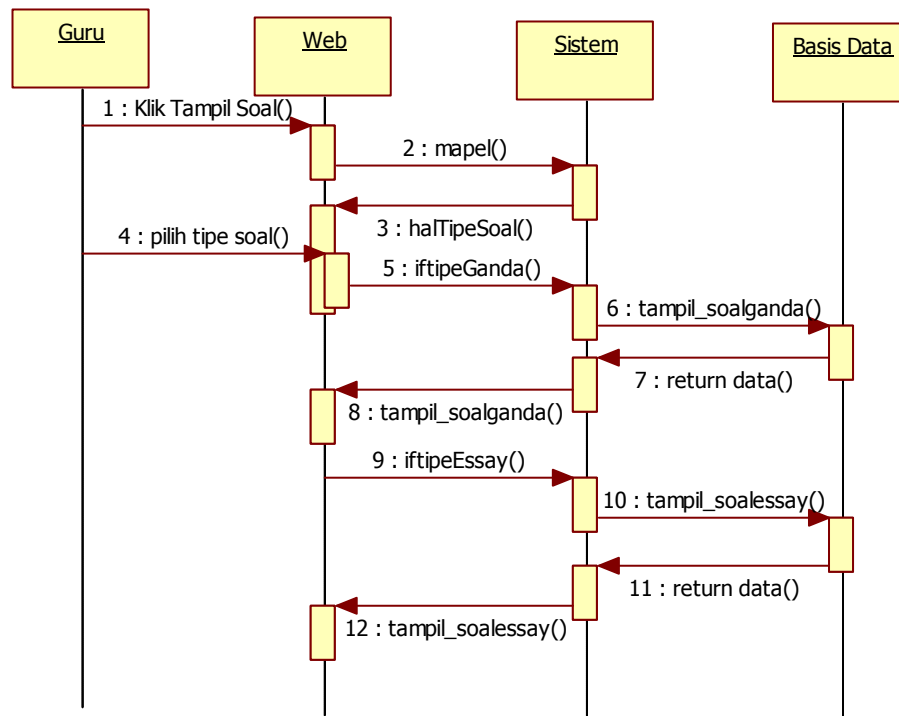 Guru
Web
Sistem
Basis Data
1 : Klik Tampil Soal()
2 : mapel()
3 : halTipeSoal()
4 : pilih tipe soal()
5 : iftipeGanda()
6 : tampil_soalganda()
7 : return data()
8 : tampil_soalganda()
9 : iftipeEssay()
10 : tampil_soalessay()
11 : return data()
12 : tampil_soalessay()